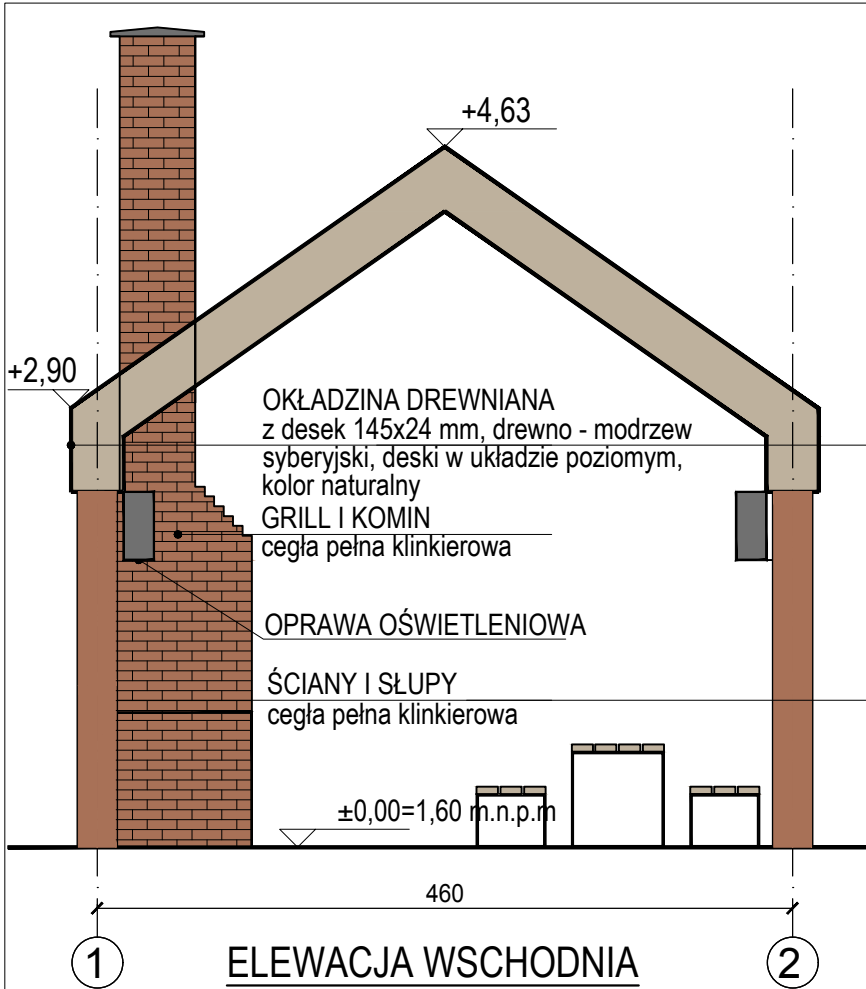 +4,63
+2,90
OKŁADZINA DREWNIANA
z desek 145x24 mm, drewno - modrzew
syberyjski, deski w układzie poziomym,
kolor naturalny
GRILL I KOMIN
cegła pełna klinkierowa
OPRAWA OŚWIETLENIOWA
ŚCIANY I SŁUPY
cegła pełna klinkierowa
±0,00=1,60 m.n.p.m
460
1
ELEWACJA WSCHODNIA
2